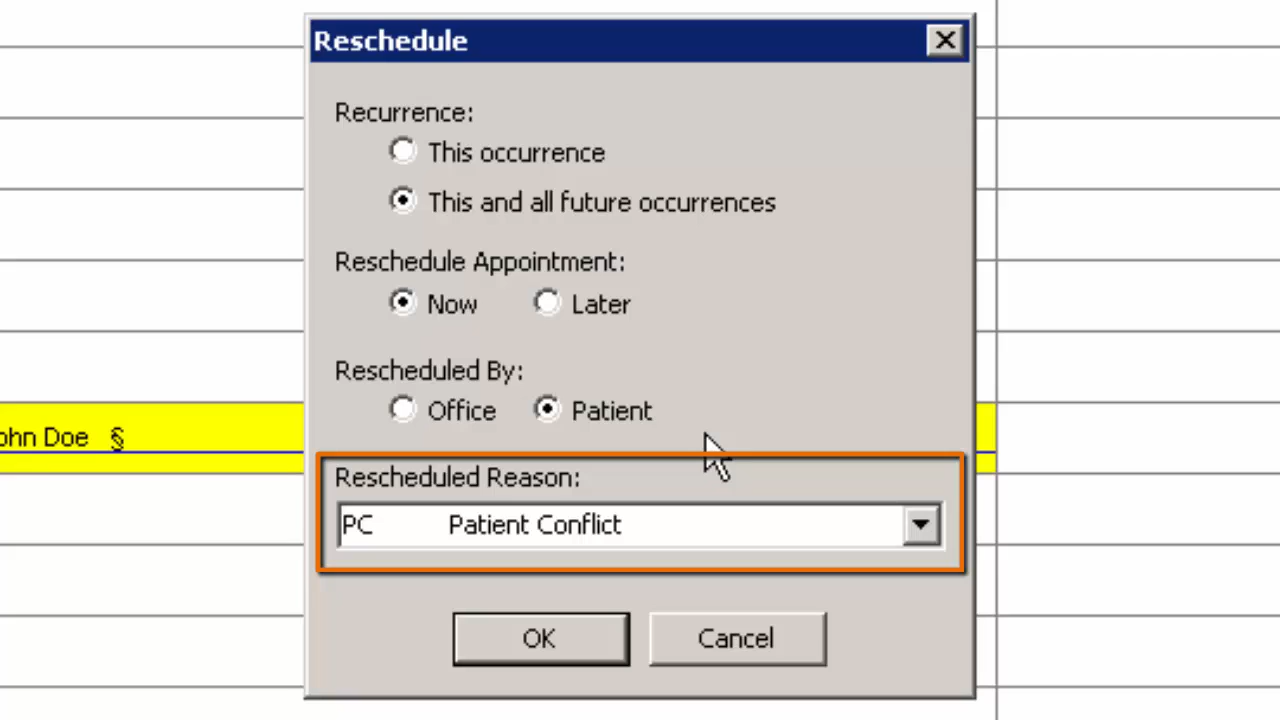 Reschedule
Recurrence:
This occurrence
This and all future occurrences
Reschedule Appointment:
Now Later
Rescheduled By:
Office Patient
ohn Doe §
Rescheduled Reason:
PC Patient Conflict
OK Cancel